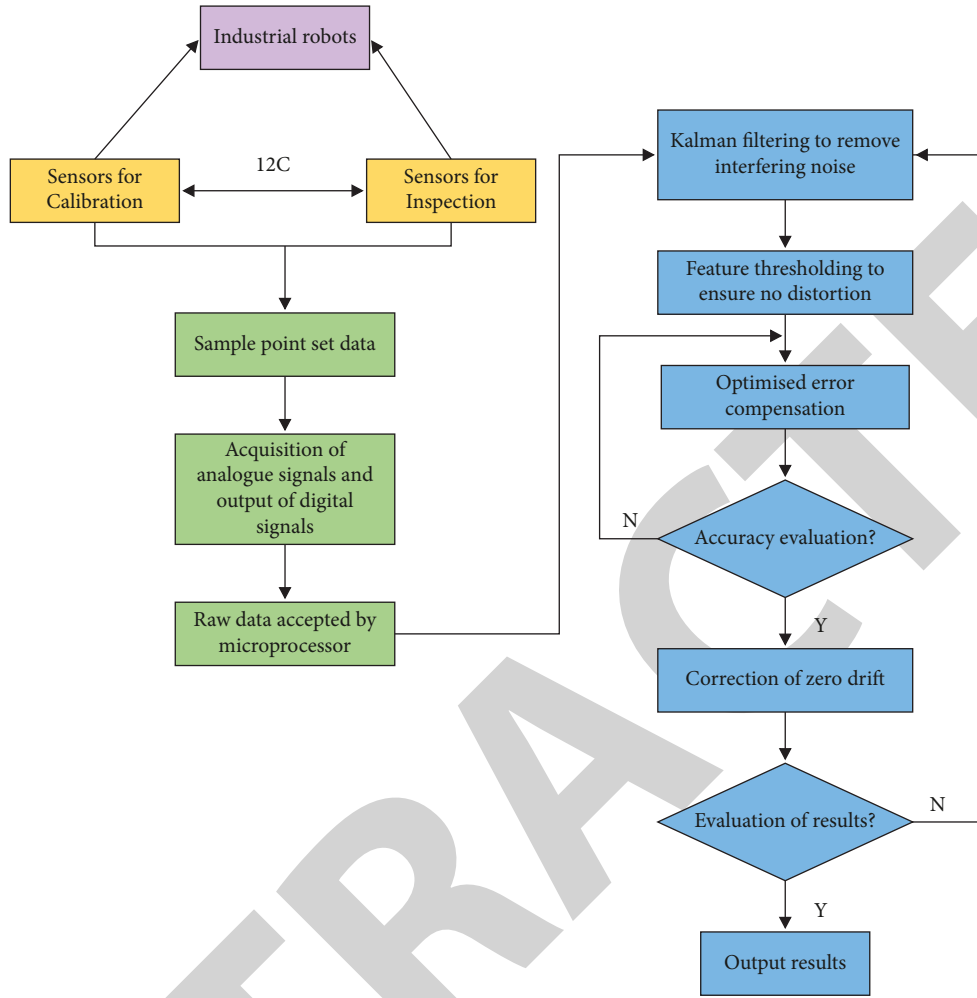 Industrial robots
12C
Sensors for
Calibration
Sensors for
Inspection
Sample point set data
Acquisition of
analogue signals and
output of digital
signals
Raw data accepted by
microprocessor
Kalman filtering to remove
interfering noise
Feature thresholding to
ensure no distortion
Optimised error
compensation
N
Accuracy evaluation?
Y
Correction of zero drift
N
Evaluation of results?
Y
Output results
TRACTE